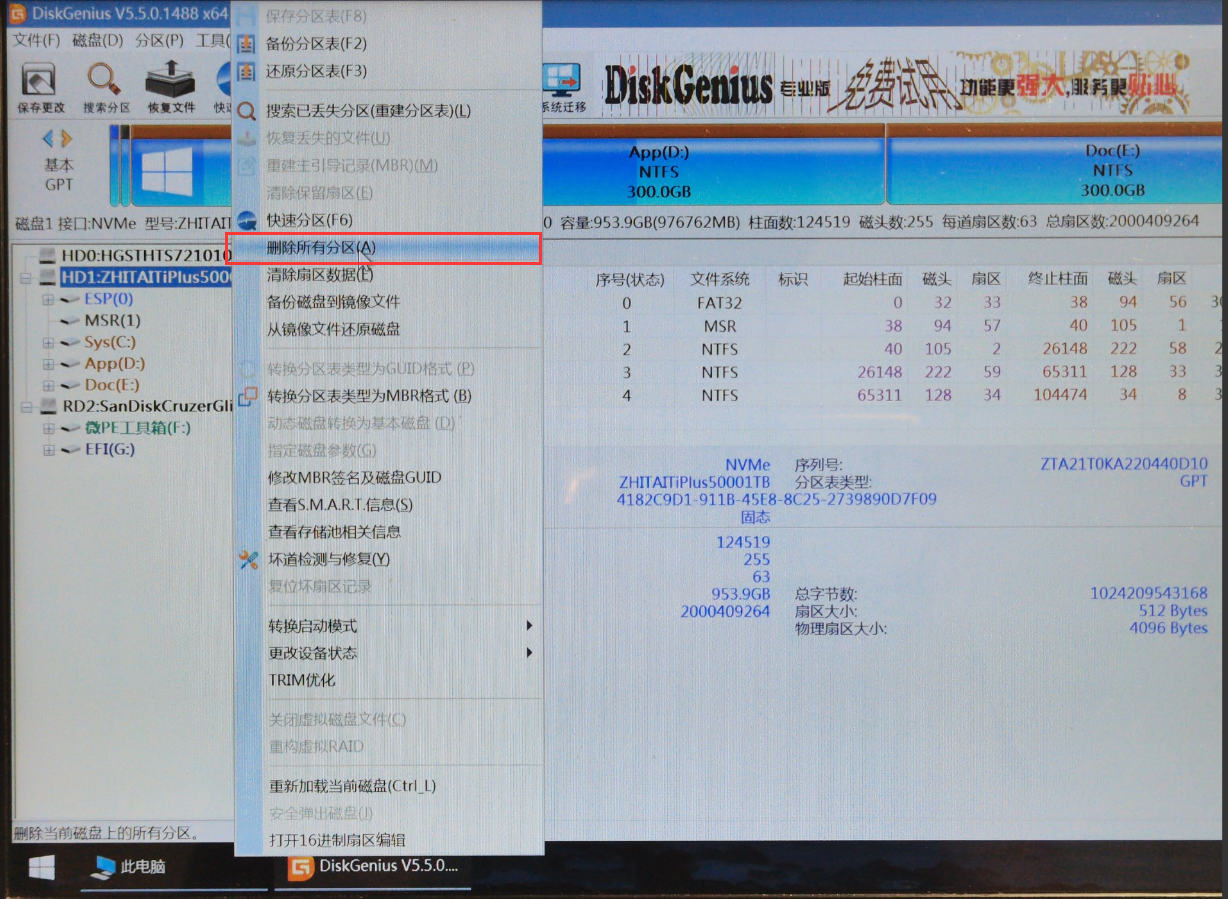 DiskGenius V5.5.0.1488 x64
文件(F) 磁盘(D) 分区(P) 工具(
保存更改 搜索分区 恢复文件 快速 系统迁移
DiskGenius 专业版 免费试用 功能更强大,服务更贴心
基本
GPT
App(D:)
NTFS
300.0GB
Doc(E:)
NTFS
300.0GB
磁盘1 接口:NVMe 型号:ZHITAITi
0 容量:953.9GB(976762MB) 柱面数:124519 磁头数:255 每道扇区数:63 总扇区数:2000409264
HD0:HGSTHTS721010
HD1:ZHITAITiPlus5000
ESP(0)
MSR(1)
Sys(C:)
App(D:)
Doc(E:)
RD2:SanDiskCruzerGli
微PE工具箱(F:)
EFI(G:)
保存分区表(F8)
备份分区表(F2)
还原分区表(F3)
搜索已丢失分区(重建分区表)(L)
恢复丢失的文件(U)
重建主引导记录(MBR)(M)
清除保留扇区(E)
快速分区(F6)
删除所有分区(A)
清除扇区数据(E)
备份磁盘到镜像文件
从镜像文件还原磁盘
转换分区表类型为GUID格式 (P)
转换分区表类型为MBR格式 (B)
动态磁盘转换为基本磁盘 (D)
指定磁盘参数(G)
修改MBR签名及磁盘GUID
查看S.M.A.R.T.信息(S)
查看存储池相关信息
坏道检测与修复(Y)
复位坏扇区记录
转换启动模式
更改设备状态
TRIM优化
关闭虚拟磁盘文件(C)
重构虚拟RAID
重新加载当前磁盘(Ctrl_L)
安全弹出磁盘(J)
打开16进制扇区编辑
序号(状态) 文件系统 标识 起始柱面 磁头 扇区 终止柱面 磁头 扇区
0 FAT32 0 32 33 38 94 56
1 MSR 38 94 57 40 105 1
2 NTFS 40 105 2 26148 222 58
3 NTFS 26148 222 59 65311 128 33
4 NTFS 65311 128 34 104474 34 8
NVMe 序列号: ZTA21T0KA220440D10
ZHITAITiPlus50001TB 分区表类型: GPT
4182C9D1-911B-45E8-8C25-2739890D7F09
固态
124519
255
63
953.9GB 总字节数: 1024209543168
2000409264 扇区大小: 512 Bytes
物理扇区大小: 4096 Bytes
删除当前磁盘上的所有分区。
此电脑 DiskGenius V5.5.0....